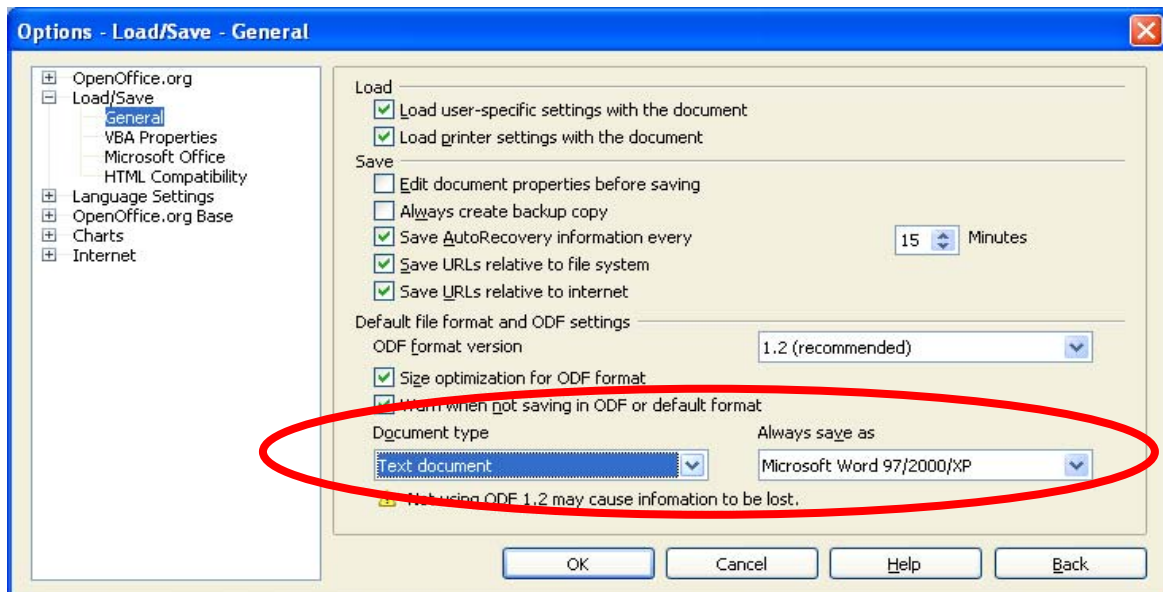 Options - Load/Save - General
OpenOffice.org
Load/Save
General
VBA Properties
Microsoft Office
HTML Compatibility
Language Settings
OpenOffice.org Base
Charts
Internet
Load
Load user-specific settings with the document
Load printer settings with the document
Save
Edit document properties before saving
Always create backup copy
Save AutoRecovery information every 15 Minutes
Save URLs relative to file system
Save URLs relative to internet
Default file format and ODF settings
ODF format version 1.2 (recommended)
Size optimization for ODF format
Warn when not saving in ODF or default format
Document type Always save as
Text document Microsoft Word 97/2000/XP
Not using ODF 1.2 may cause infomation to be lost.
OK Cancel Help Back